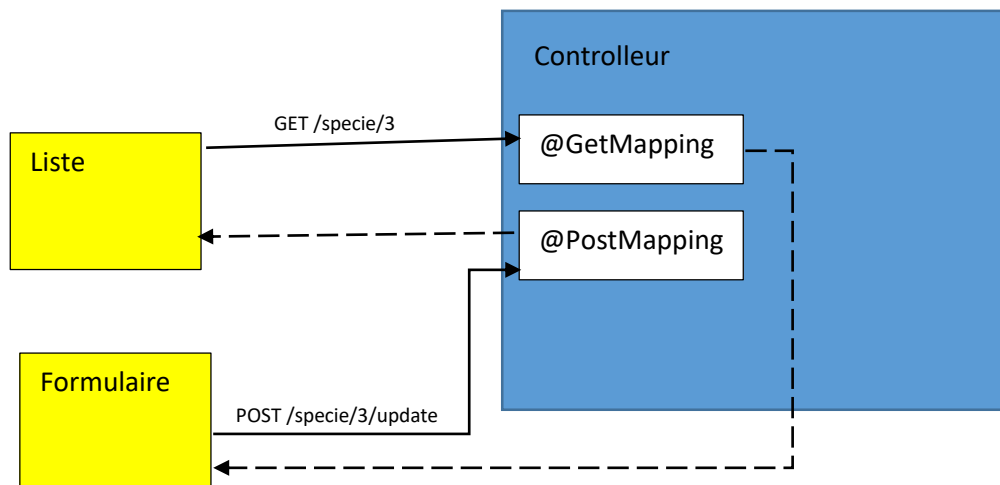 Controlleur
GET /specie/3
@GetMapping
Liste
@PostMapping
Formulaire
POST /specie/3/update